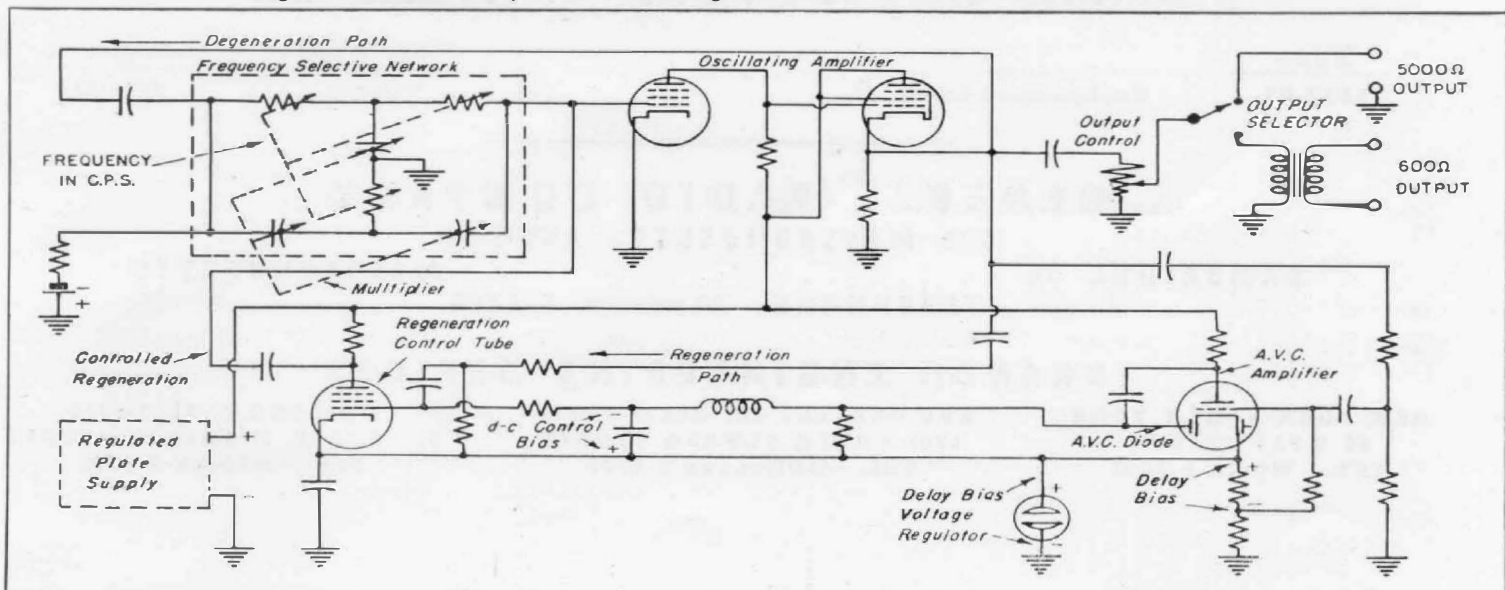 Degeneration Path
Frequency Selective Network
Oscillating Amplifier
5000Ω
OUTPUT
OUTPUT
SELECTOR
Output
Control
FREQUENCY
IN C.P.S.
600Ω
OUTPUT
Multiplier
Regeneration
Control Tube
Regeneration
Path
Controlled
Regeneration
A.V.C.
Amplifier
d-c Control
Bias
A.V.C. Diode
Regulated
Plate
Supply
Delay Bias
Voltage
Regulator
Delay
Bias